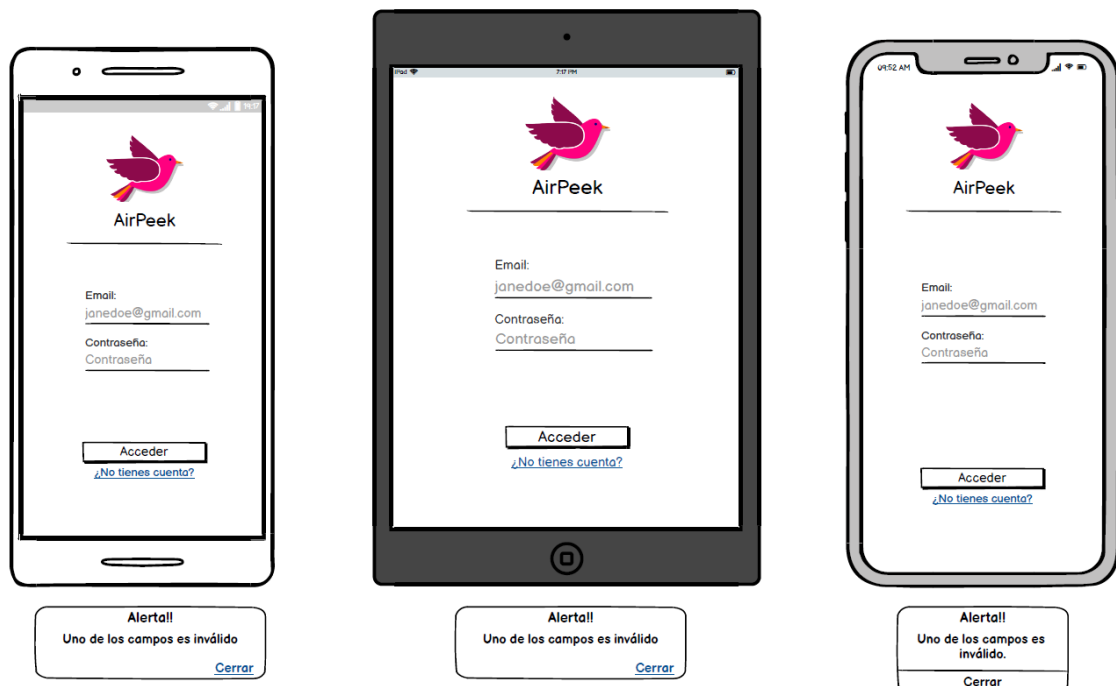 14:17
AirPeek
Email:
janedoe@gmail.com
Contraseña:
Contraseña
Acceder
¿No tienes cuenta?
Alerta!!
Uno de los campos es inválido
Cerrar
iPad
7:17 PM
AirPeek
Email:
janedoe@gmail.com
Contraseña:
Contraseña
Acceder
¿No tienes cuenta?
Alerta!!
Uno de los campos es inválido
Cerrar
09:52 AM
AirPeek
Email:
janedoe@gmail.com
Contraseña:
Contraseña
Acceder
¿No tienes cuenta?
Alerta!!
Uno de los campos es
inválido.
Cerrar